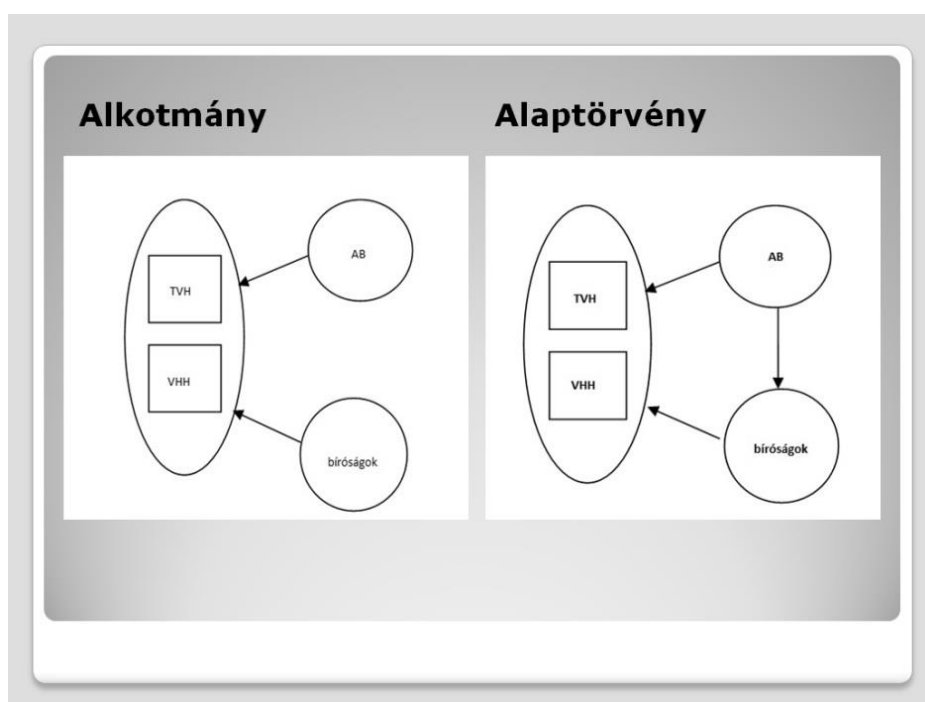 Alkotmány
AB
TVH
VHH
bíróságok
Alaptörvény
AB
TVH
VHH
bíróságok